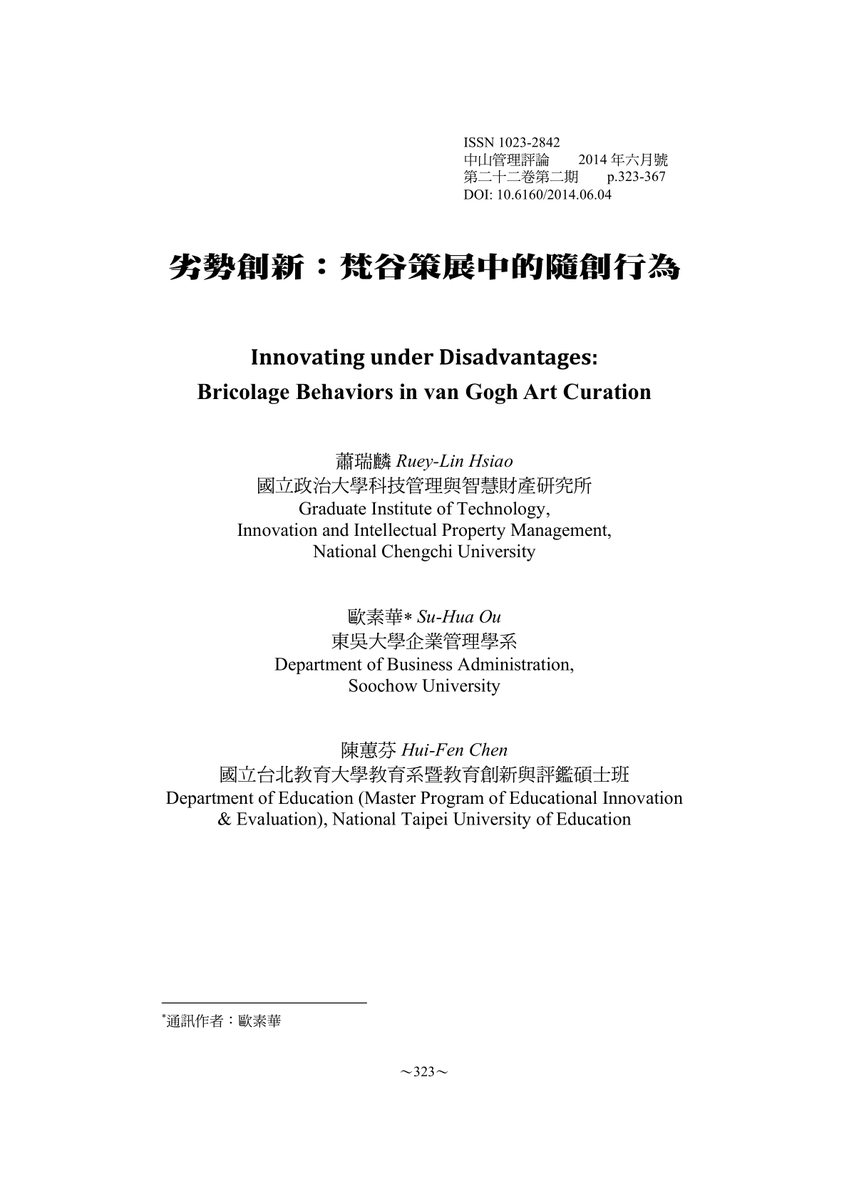 ISSN 1023-2842
中山管理評論　　2014 年六月號
第二十二卷第二期　　p.323-367
DOI: 10.6160/2014.06.04
劣勢創新：梵谷策展中的隨創行為
Innovating under Disadvantages:
Bricolage Behaviors in van Gogh Art Curation
蕭瑞麟 Ruey-Lin Hsiao
國立政治大學科技管理與智慧財產研究所
Graduate Institute of Technology,
Innovation and Intellectual Property Management,
National Chengchi University
歐素華* Su-Hua Ou
東吳大學企業管理學系
Department of Business Administration,
Soochow University
陳蕙芬 Hui-Fen Chen
國立台北教育大學教育系暨教育創新與評鑑碩士班
Department of Education (Master Program of Educational Innovation
& Evaluation), National Taipei University of Education
*通訊作者：歐素華
～323～